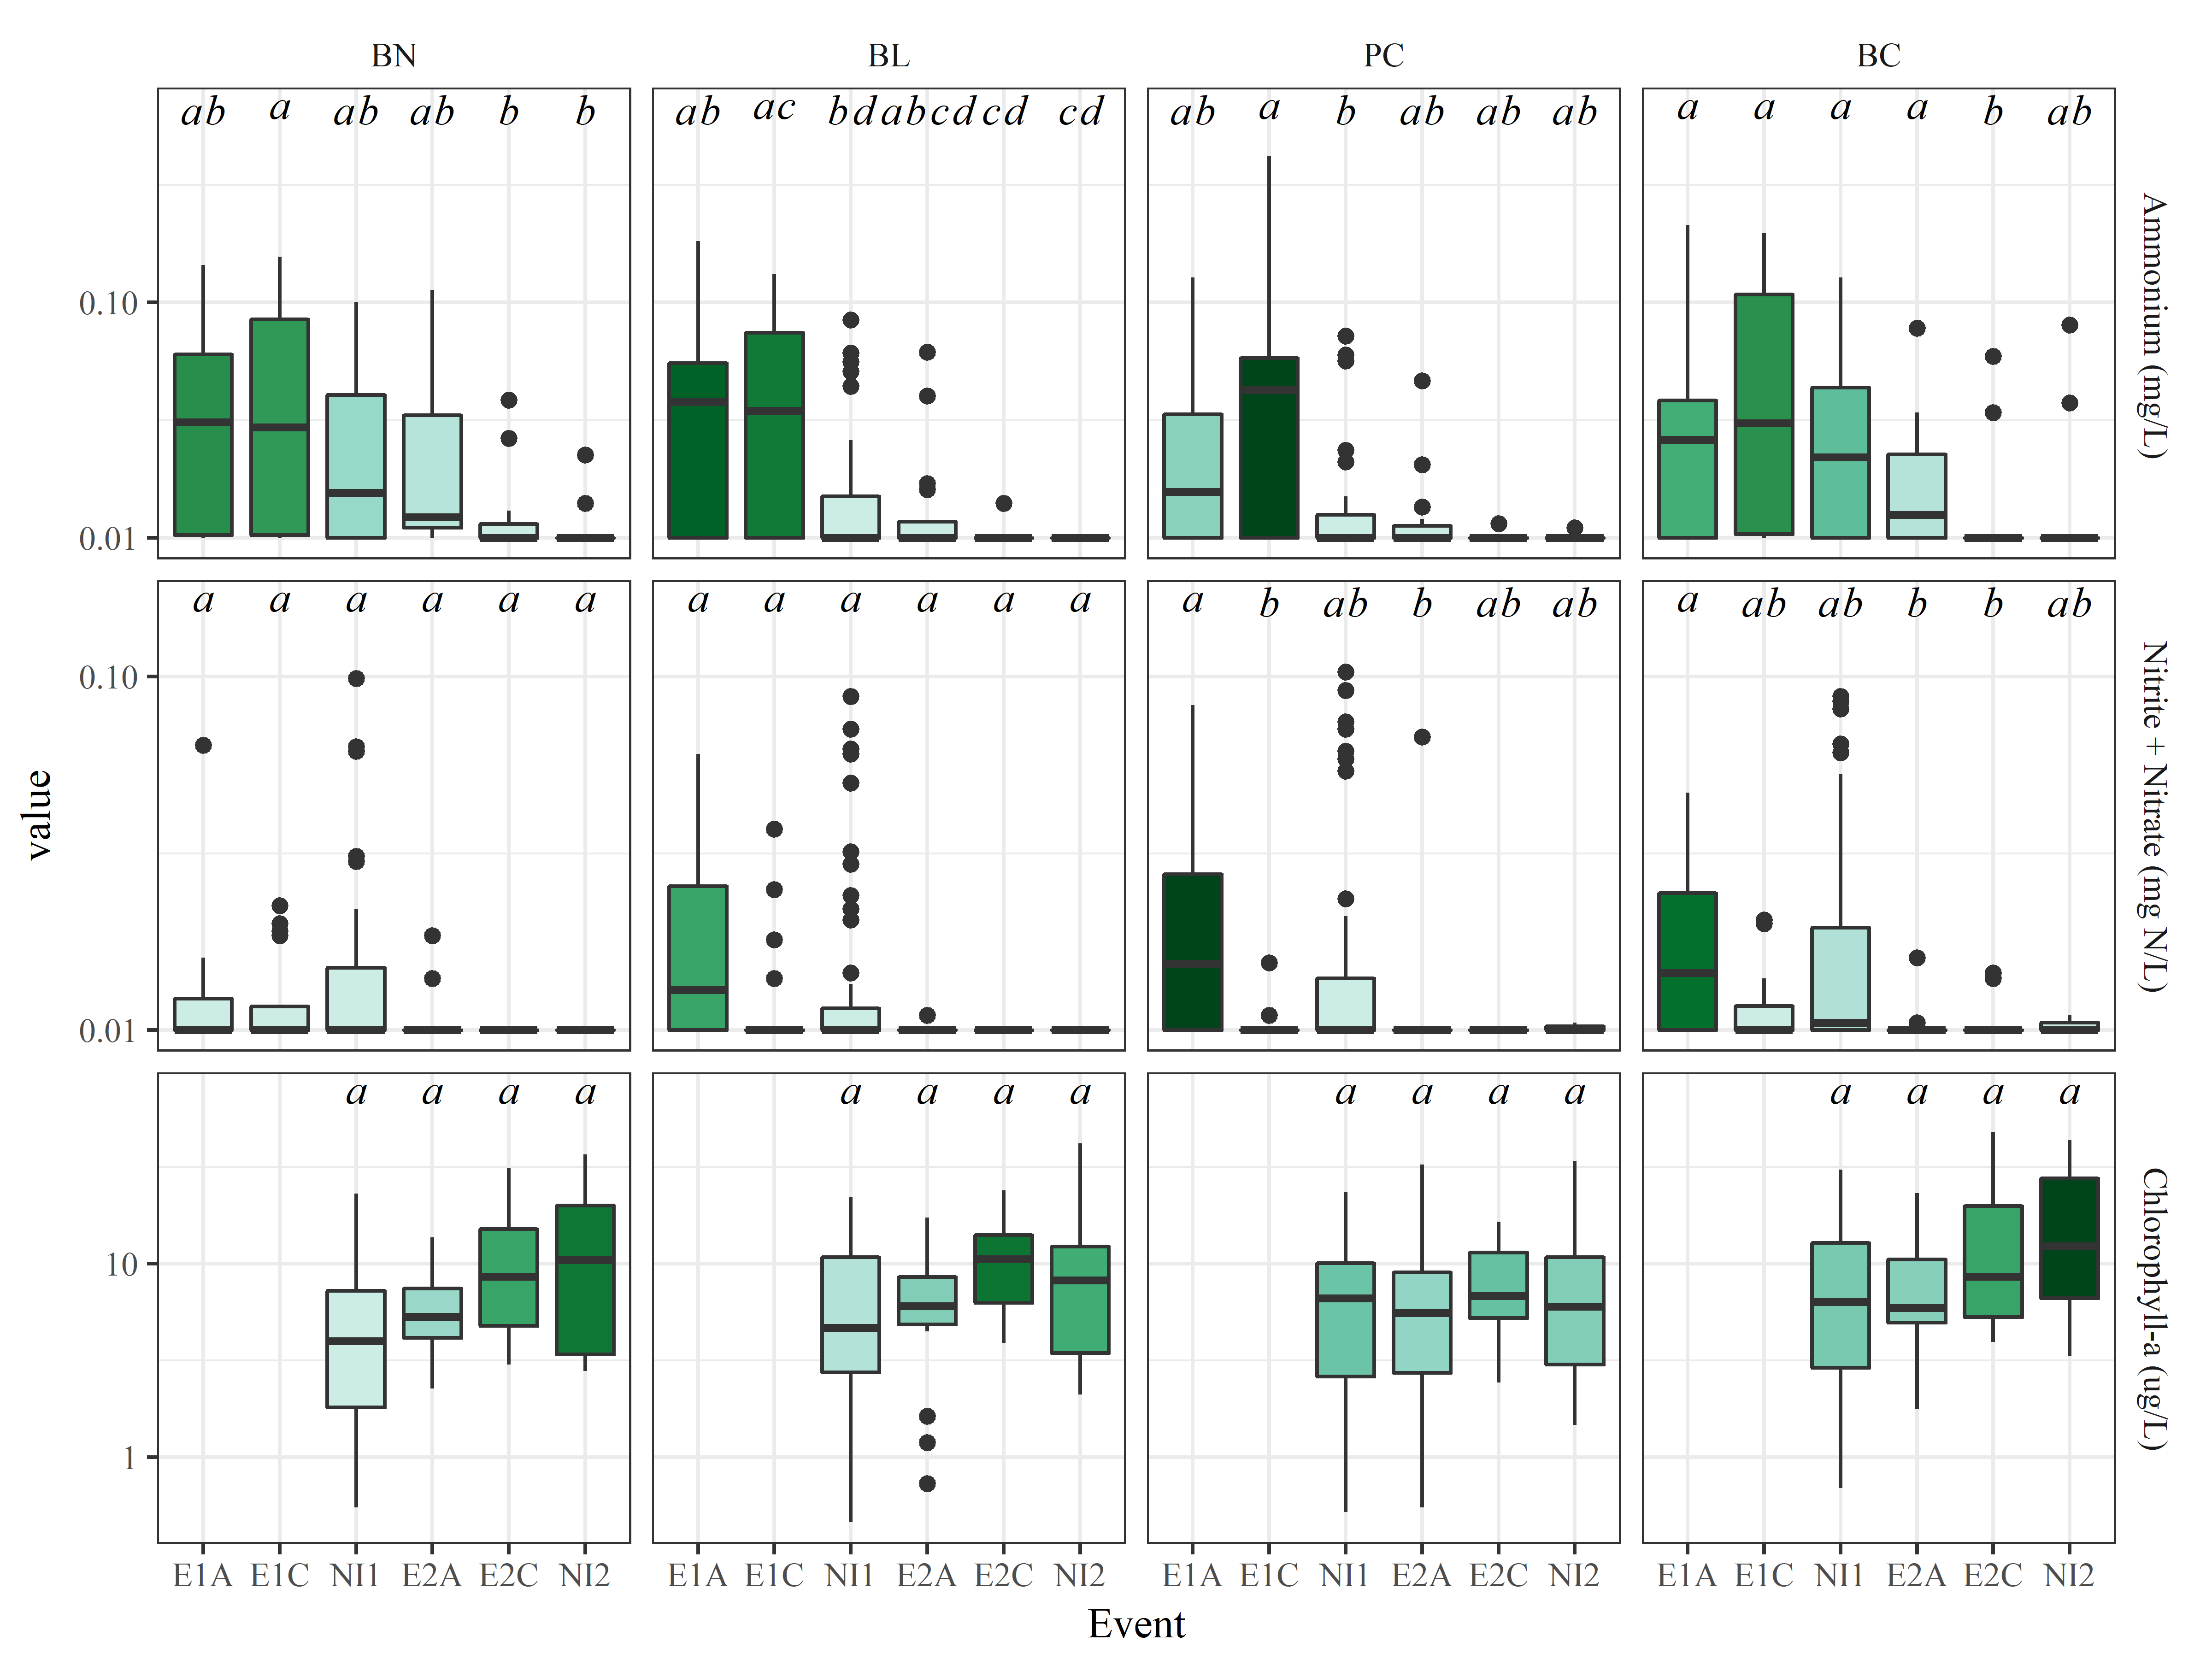 BN BL PC BC
ab a ab ab b b ab ac bd abcd cd cd ab a b ab ab ab a a a a b ab
0.10
0.01
Ammonium (mg/L)
a a a a a a a a a a a a a b ab b ab ab a ab ab b b ab
0.10
0.01
Nitrite + Nitrate (mg N/L)
a a a a a a a a a a a a a a a a
10
1
Chlorophyll-a (ug/L)
value
E1A E1C NI1 E2A E2C NI2 E1A E1C NI1 E2A E2C NI2 E1A E1C NI1 E2A E2C NI2 E1A E1C NI1 E2A E2C NI2
Event